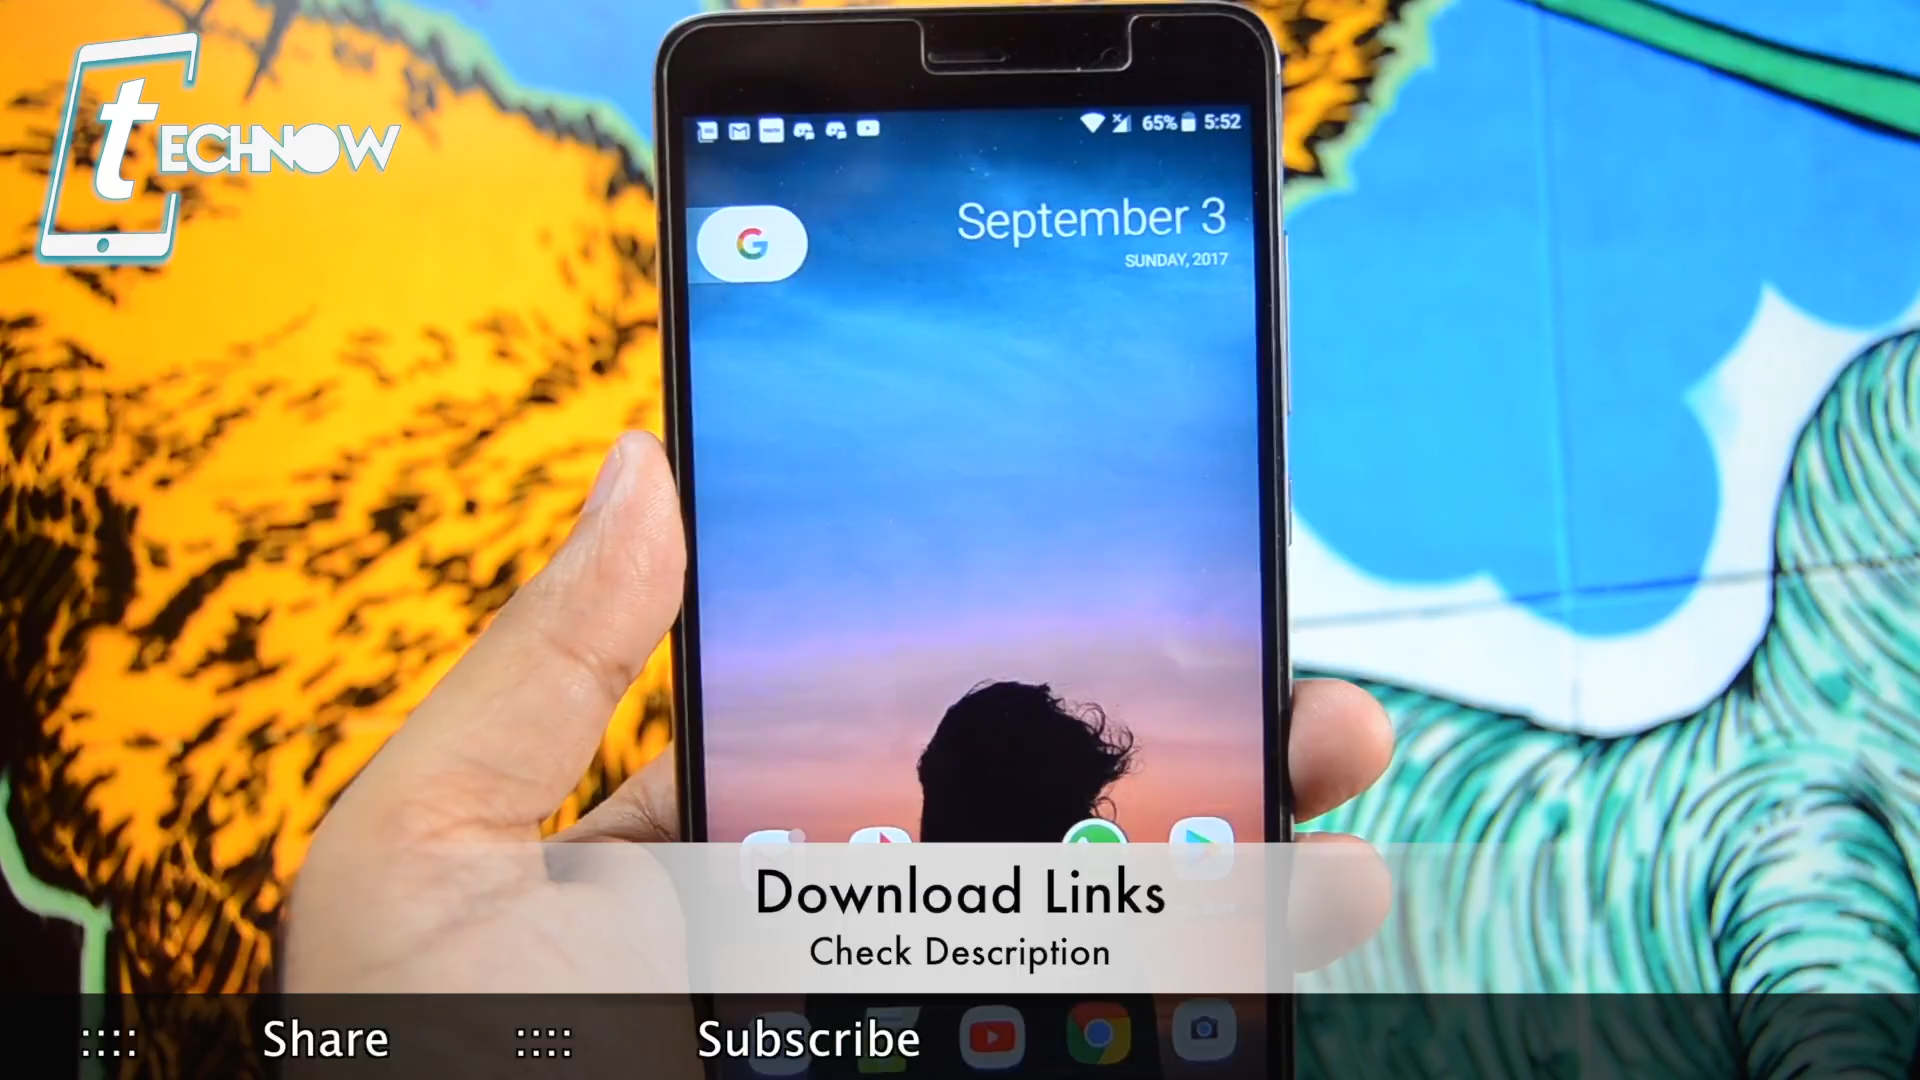 tECHNOW
65% 5:52
G
September 3
SUNDAY, 2017
Download Links
Check Description
:::: Share :::: Subscribe